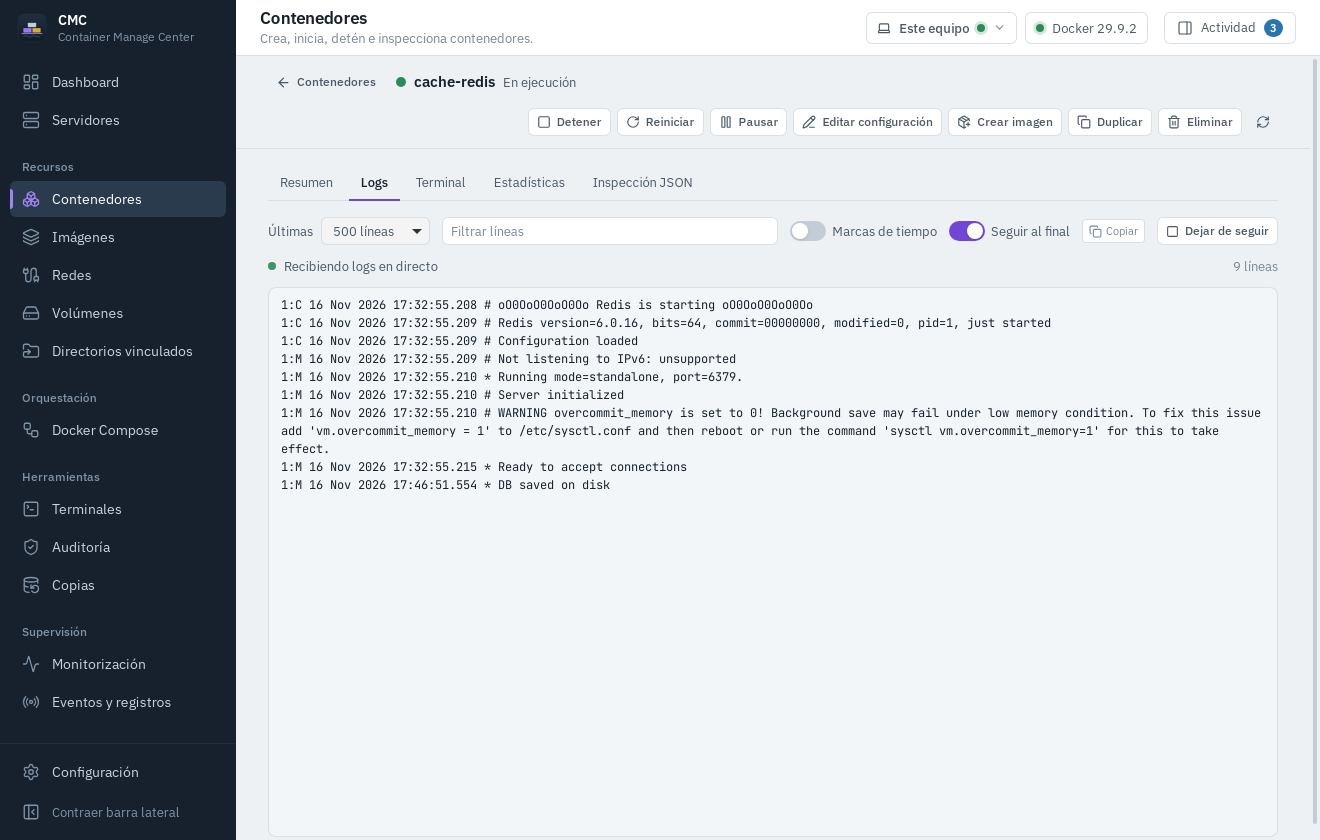 CMC
Container Manage Center
Dashboard
Servidores
Recursos
Contenedores
Imágenes
Redes
Volúmenes
Directorios vinculados
Orquestación
Docker Compose
Herramientas
Terminales
Auditoría
Copias
Supervisión
Monitorización
Eventos y registros
Configuración
Contraer barra lateral
Contenedores
Crea, inicia, detén e inspecciona contenedores.
Este equipo
Docker 29.9.2
Actividad 3
Contenedores
cache-redis En ejecución
Detener
Reiniciar
Pausar
Editar configuración
Crear imagen
Duplicar
Eliminar
Resumen
Logs
Terminal
Estadísticas
Inspección JSON
Últimas
500 líneas
Filtrar líneas
Marcas de tiempo
Seguir al final
Copiar
Dejar de seguir
Recibiendo logs en directo
9 líneas
1:C 16 Nov 2026 17:32:55.208 # oO0OoO0OoO0Oo Redis is starting oO0OoO0OoO0Oo
1:C 16 Nov 2026 17:32:55.209 # Redis version=6.0.16, bits=64, commit=00000000, modified=0, pid=1, just started
1:C 16 Nov 2026 17:32:55.209 # Configuration loaded
1:M 16 Nov 2026 17:32:55.209 # Not listening to IPv6: unsupported
1:M 16 Nov 2026 17:32:55.210 * Running mode=standalone, port=6379.
1:M 16 Nov 2026 17:32:55.210 # Server initialized
1:M 16 Nov 2026 17:32:55.210 # WARNING overcommit_memory is set to 0! Background save may fail under low memory condition. To fix this issue
add 'vm.overcommit_memory = 1' to /etc/sysctl.conf and then reboot or run the command 'sysctl vm.overcommit_memory=1' for this to take
effect.
1:M 16 Nov 2026 17:32:55.215 * Ready to accept connections
1:M 16 Nov 2026 17:46:51.554 * DB saved on disk